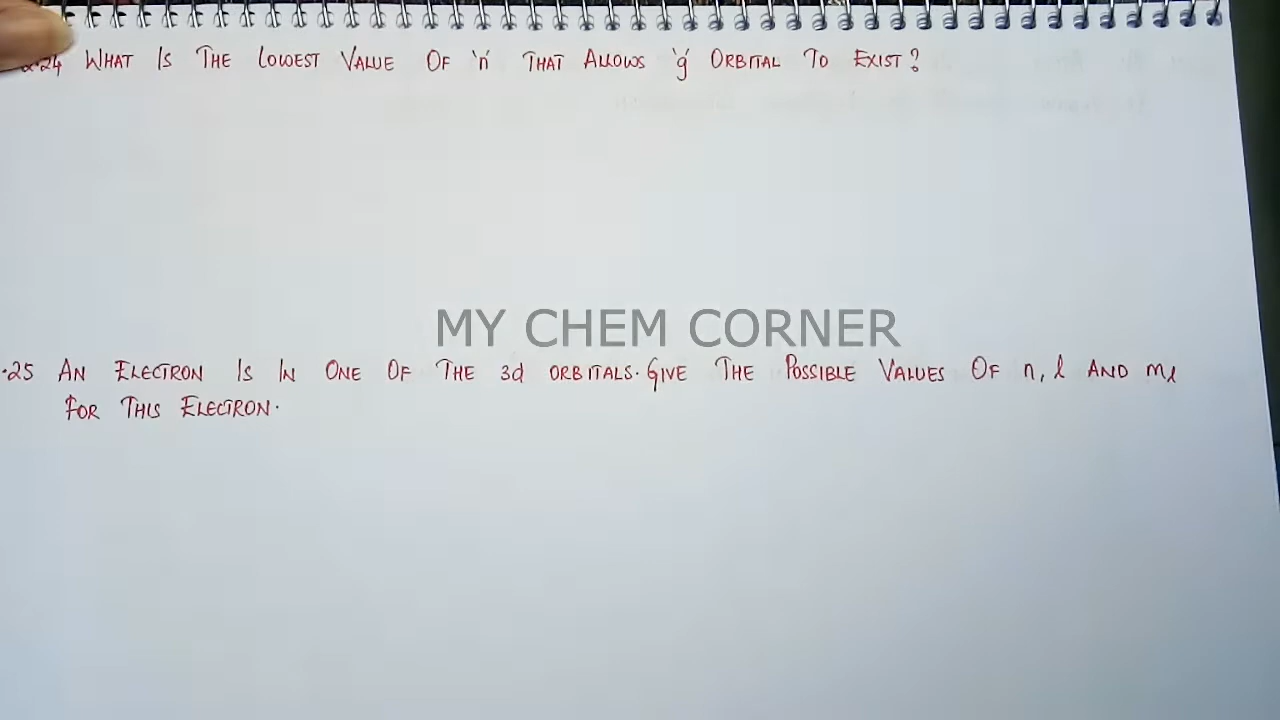 2.24 WHAT IS THE LOWEST VALUE OF 'n' THAT ALLOWS 'g' ORBITAL TO EXIST?
MY CHEM CORNER
.25 AN ELECTRON IS IN ONE OF THE 3d ORBITALS. GIVE THE POSSIBLE VALUES OF n, l AND ml
FOR THIS ELECTRON.